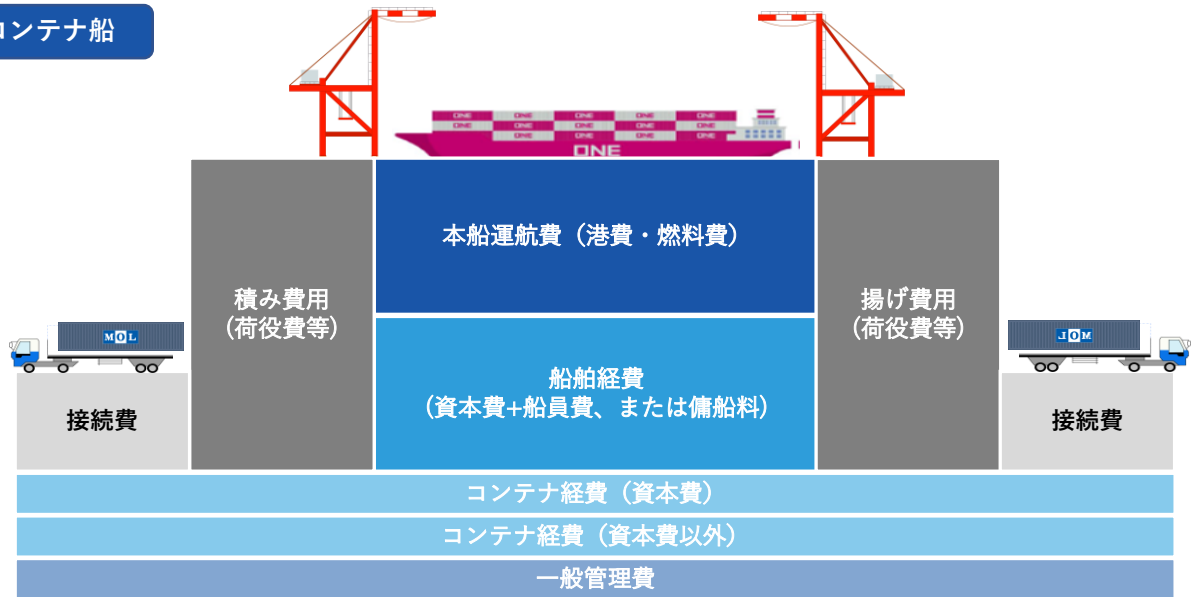 コンテナ船
ONE ONE ONE ONE ONE
ONE ONE ONE ONE ONE
ONE ONE ONE ONE
ONE
本船運航費（港費・燃料費）
積み費用
(荷役費等)
揚げ費用
(荷役費等)
MOL
MOL
船舶経費
(資本費+船員費、または傭船料)
接続費
接続費
コンテナ経費（資本費）
コンテナ経費（資本費以外）
一般管理費